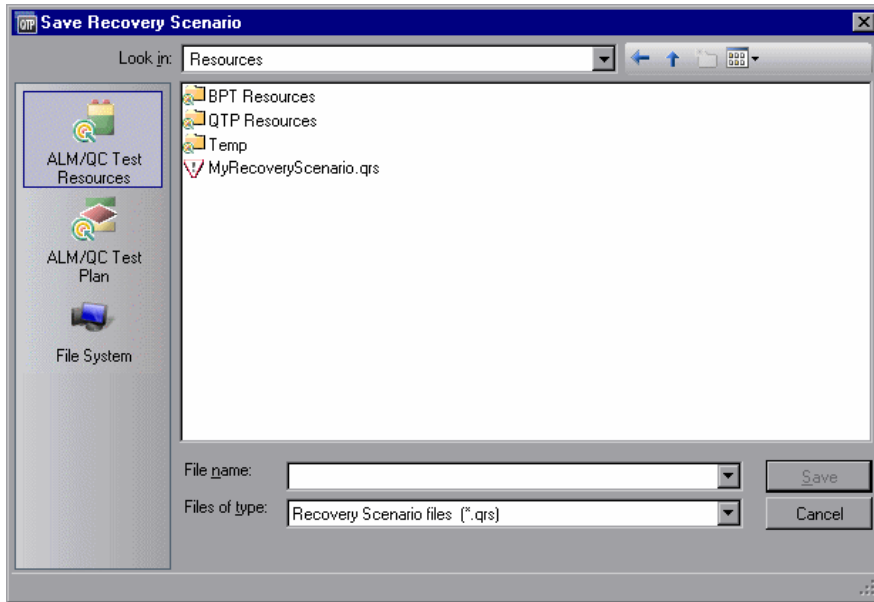 QTP Save Recovery Scenario
Look in: Resources
BPT Resources
QTP Resources
Temp
MyRecoveryScenario.qrs
ALM/QC Test
Resources
ALM/QC Test
Plan
File System
File name:
Save
Files of type: Recovery Scenario files (*.qrs)
Cancel